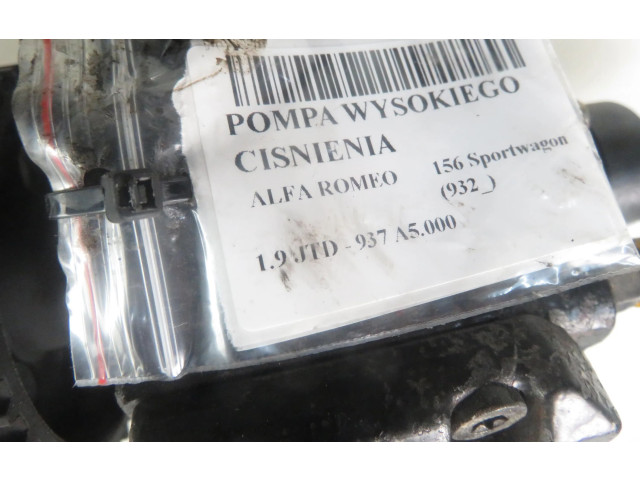 POMPA WYSOKIEGO
CISNIENIA
ALFA ROMEO 156 Sportwagon
(932_)
1.9 JTD - 937 A5.000